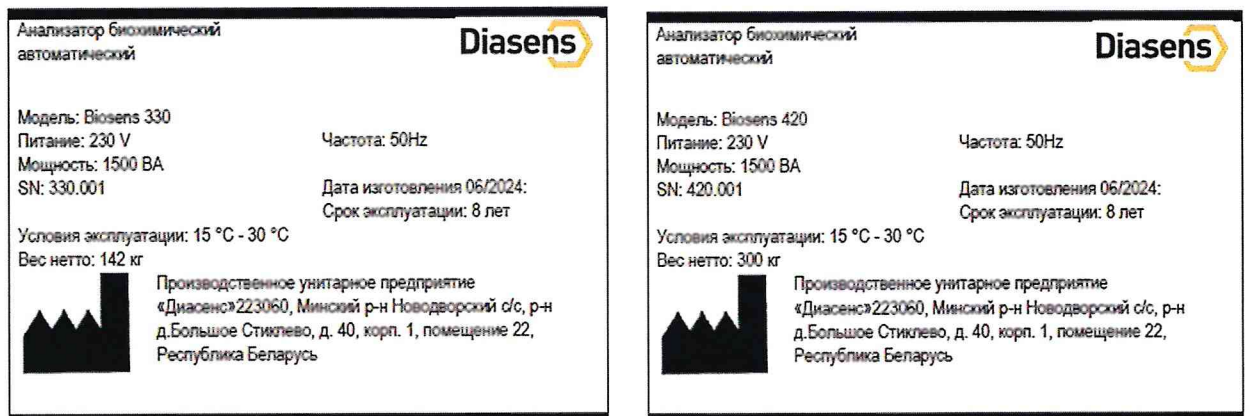 Анализатор биохимический
автоматический
Diasens
Модель: Biosens 330
Питание: 230 V
Частота: 50Hz
Мощность: 1500 ВА
SN: 330.001
Дата изготовления 06/2024:
Срок эксплуатации: 8 лет
Условия эксплуатации: 15 °C - 30 °C
Вес нетто: 142 кг
Производственное унитарное предприятие
«Диасенс»223060, Минский р-н Новодворский с/с, р-н
д.Большое Стиклево, д. 40, корп. 1, помещение 22,
Республика Беларусь
Анализатор биохимический
автоматический
Diasens
Модель: Biosens 420
Питание: 230 V
Частота: 50Hz
Мощность: 1500 ВА
SN: 420.001
Дата изготовления 06/2024:
Срок эксплуатации: 8 лет
Условия эксплуатации: 15 °C - 30 °C
Вес нетто: 300 кг
Производственное унитарное предприятие
«Диасенс»223060, Минский р-н Новодворский с/с, р-н
д.Большое Стиклево, д. 40, корп. 1, помещение 22,
Республика Беларусь